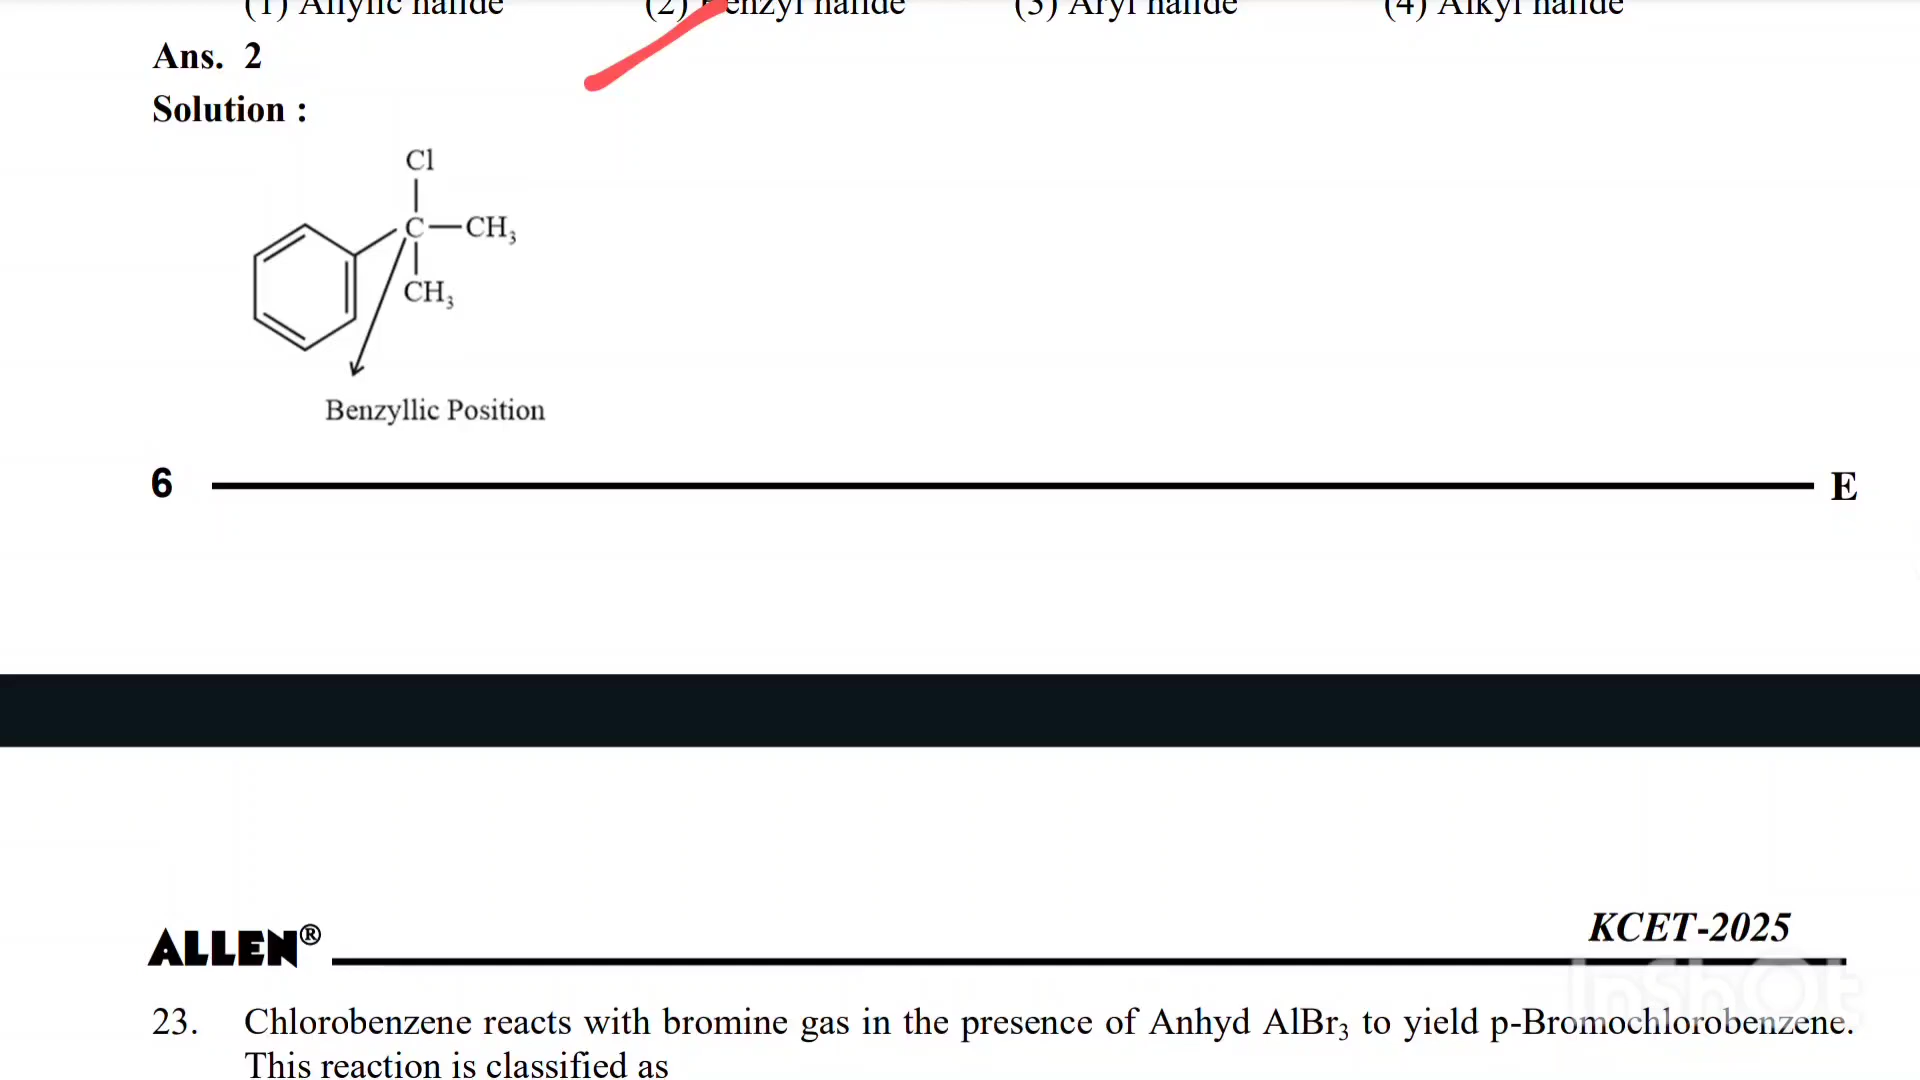 (1) Allylic halide (2) Benzyl halide (3) Aryl halide (4) Alkyl halide
Ans. 2
Solution :
Cl
C—CH₃
CH₃
Benzyllic Position
6 E
ALLEN® KCET-2025
InShOt
23. Chlorobenzene reacts with bromine gas in the presence of Anhyd AlBr₃ to yield p-Bromochlorobenzene.
This reaction is classified as